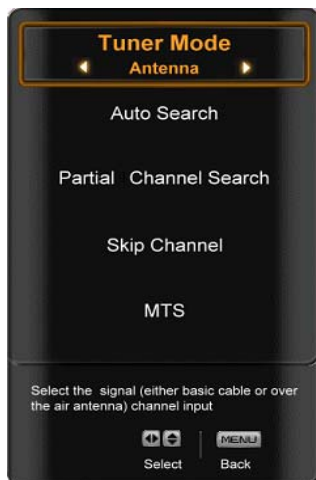 Tuner Mode
Antenna
Auto Search
Partial Channel Search
Skip Channel
MTS
Select the signal (either basic cable or over
the air antenna) channel input
MENU
Select Back